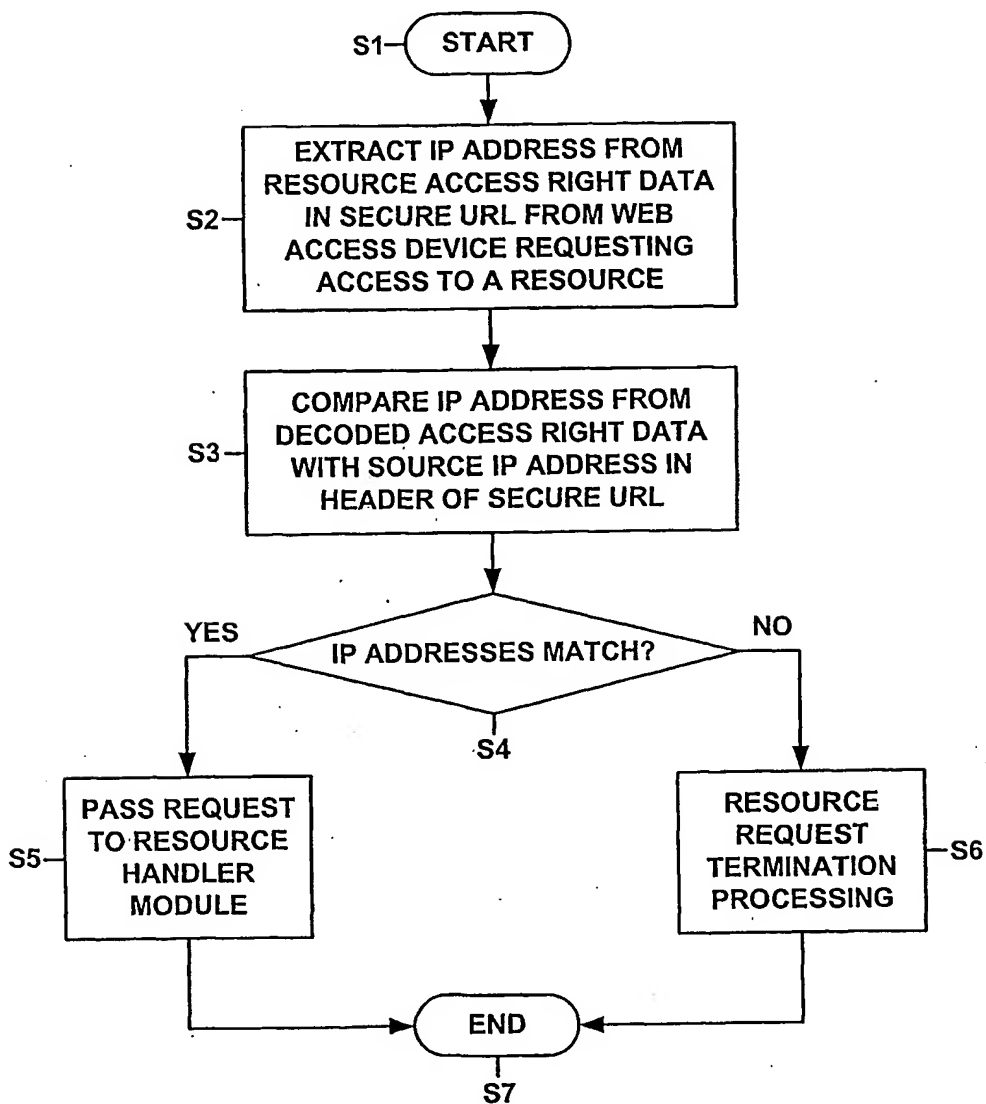 S1
START
EXTRACT IP ADDRESS FROM
RESOURCE ACCESS RIGHT DATA
IN SECURE URL FROM WEB
ACCESS DEVICE REQUESTING
ACCESS TO A RESOURCE
S2
COMPARE IP ADDRESS FROM
DECODED ACCESS RIGHT DATA
WITH SOURCE IP ADDRESS IN
HEADER OF SECURE URL
S3
YES
IP ADDRESSES MATCH?
NO
S4
PASS REQUEST
TO RESOURCE
HANDLER
MODULE
S5
RESOURCE
REQUEST
TERMINATION
PROCESSING
S6
END
S7